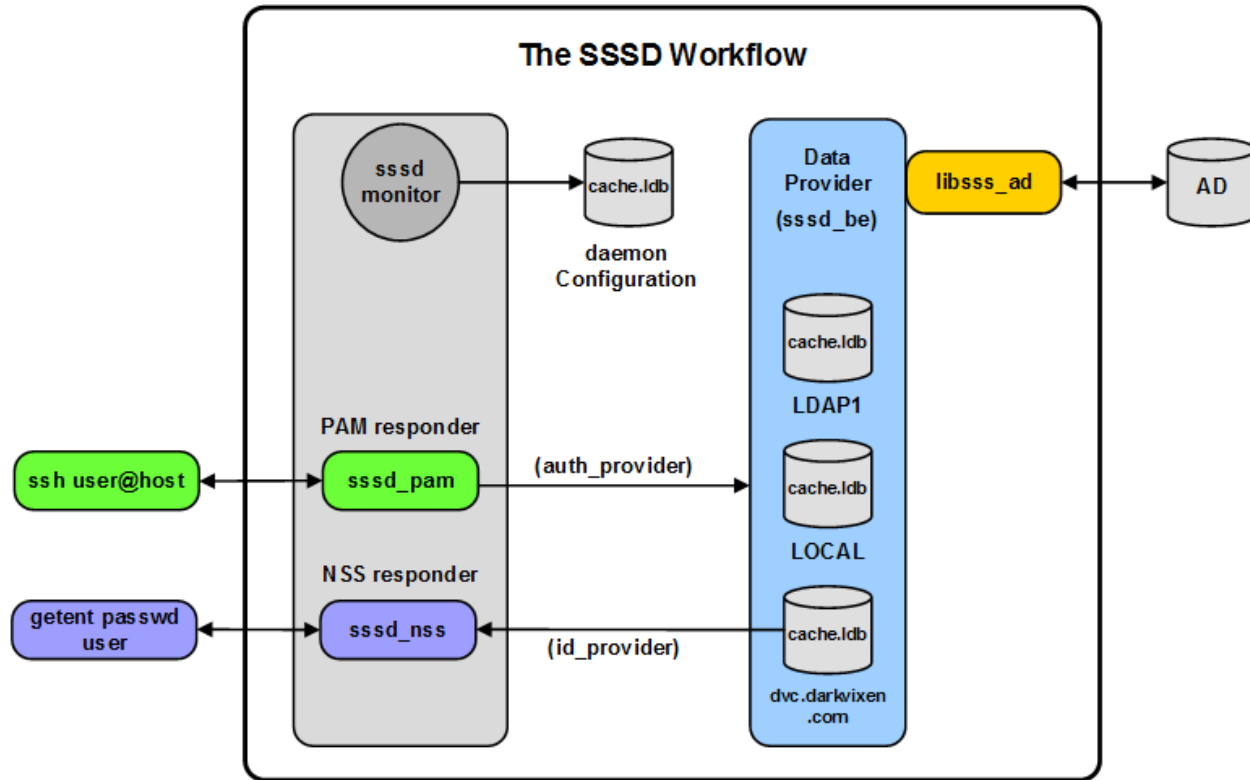 The SSSD Workflow
sssd
monitor
cache.ldb
daemon
Configuration
Data
Provider
(sssd_be)
libsss_ad
AD
cache.ldb
LDAP1
PAM responder
ssh user@host
sssd_pam
(auth_provider)
cache.ldb
LOCAL
NSS responder
getent passwd
user
sssd_nss
(id_provider)
cache.ldb
dvc.darkvixen
.com